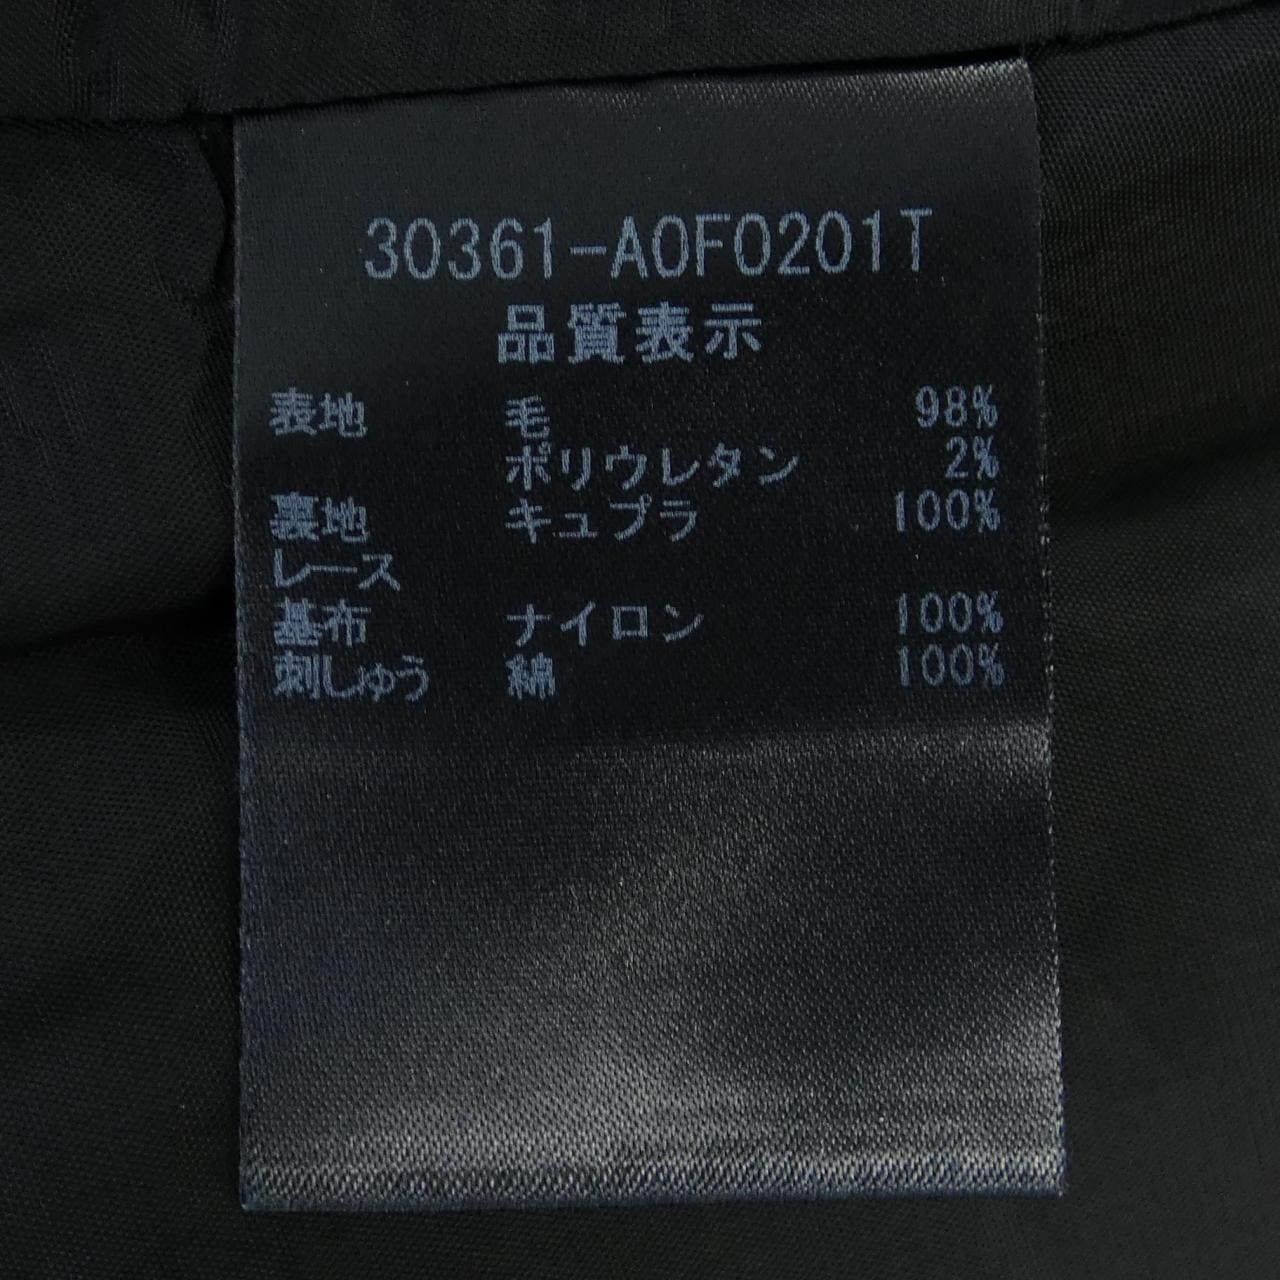 30361-A0F0201T
品質表示
表地 毛 98%
ポリウレタン 2%
裏地 キュプラ 100%
レース
基布 ナイロン 100%
刺しゅう 綿 100%